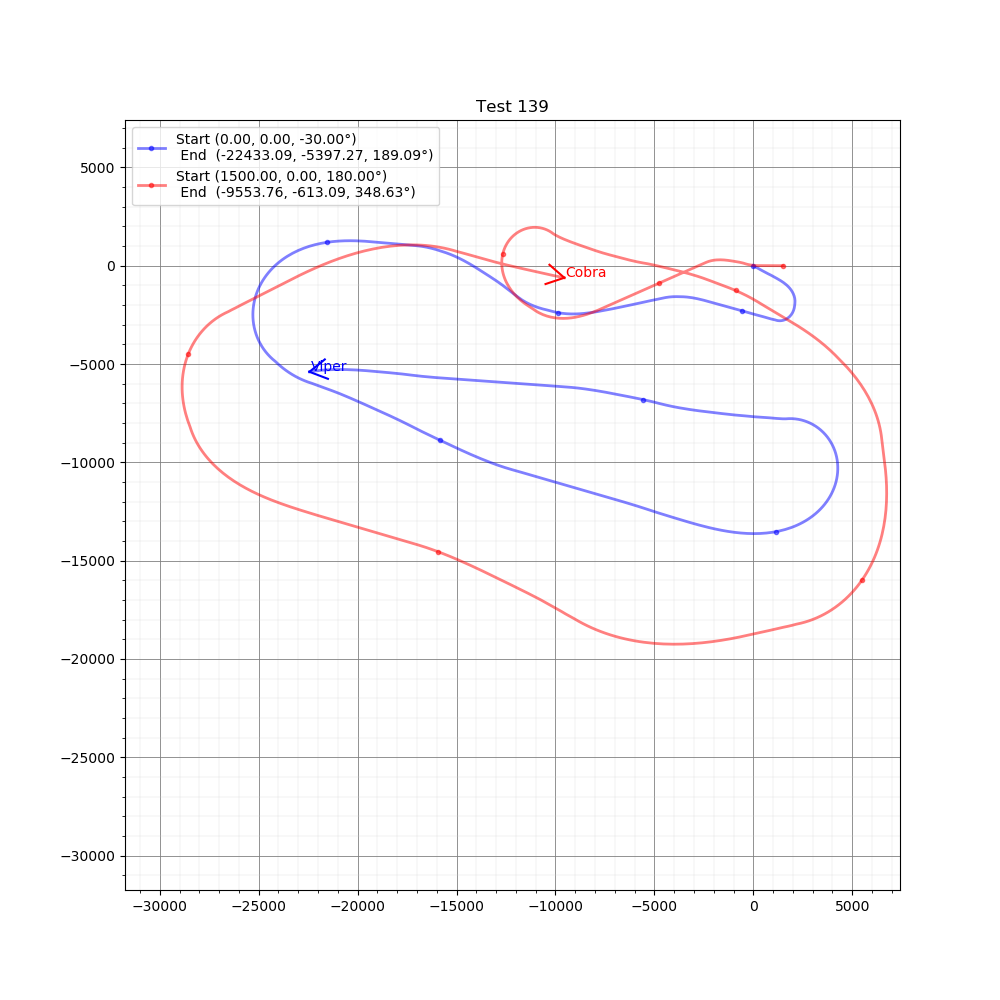 Test 139
Start (0.00, 0.00, -30.00°)
End (-22433.09, -5397.27, 189.09°)
Start (1500.00, 0.00, 180.00°)
End (-9553.76, -613.09, 348.63°)
5000
0
−5000
−10000
−15000
−20000
−25000
−30000
Cobra
Viper
−30000 −25000 −20000 −15000 −10000 −5000 0 5000